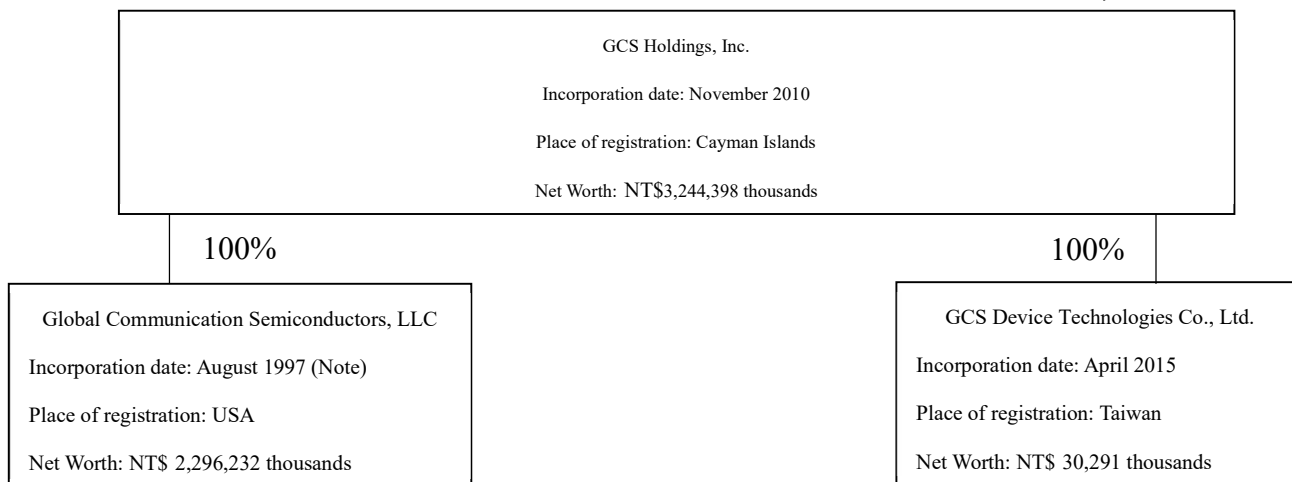 GCS Holdings, Inc.
Incorporation date: November 2010
Place of registration: Cayman Islands
Net Worth: NT$3,244,398 thousands
100%
100%
Global Communication Semiconductors, LLC
Incorporation date: August 1997 (Note)
Place of registration: USA
Net Worth: NT$ 2,296,232 thousands
GCS Device Technologies Co., Ltd.
Incorporation date: April 2015
Place of registration: Taiwan
Net Worth: NT$ 30,291 thousands